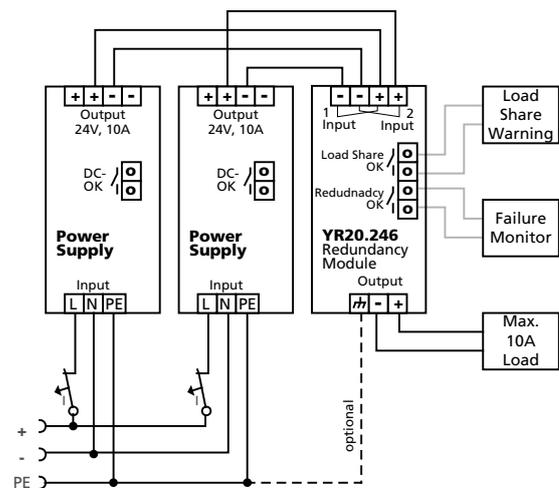 + + - -
Output
24V, 10A
DC-
OK
Power
Supply
Input
L N PE
+ + - -
Output
24V, 10A
DC-
OK
Power
Supply
Input
L N PE
- - + +
1 2
Input Input
Load Share
OK
Redudnadcy
OK
YR20.246
Redundancy
Module
Output
- +
Load
Share
Warning
Failure
Monitor
Max.
10A
Load
I
I
optional
+
-
PE